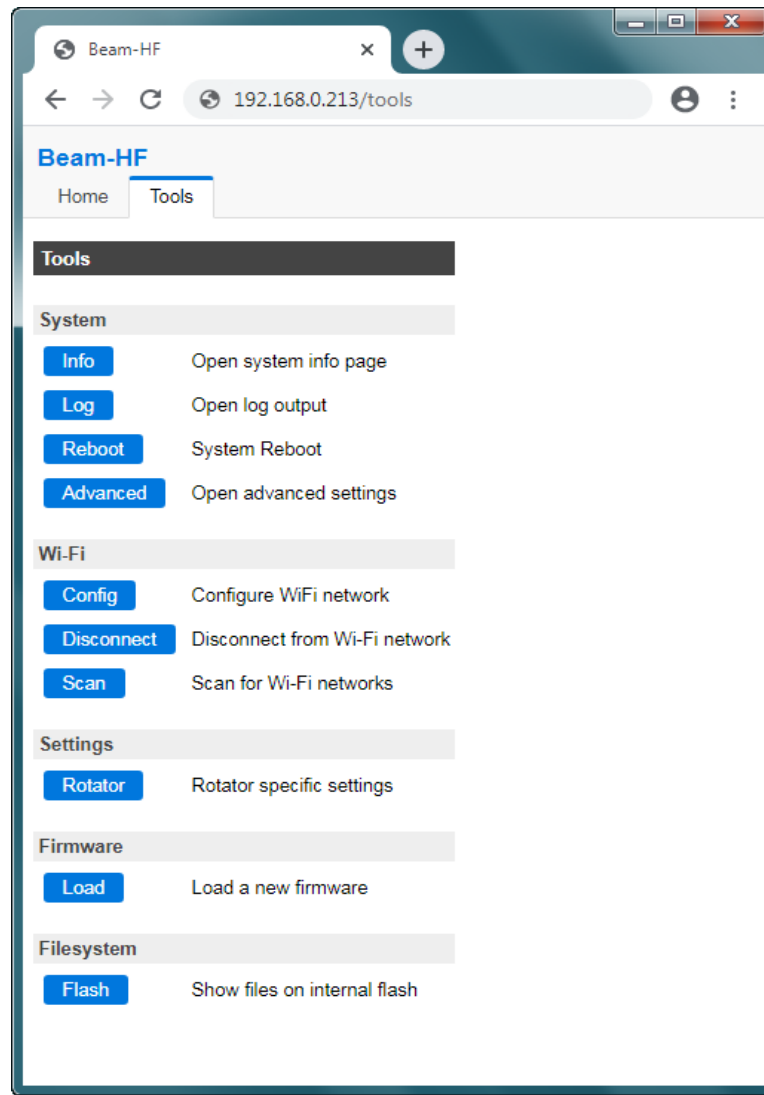 Beam-HF
192.168.0.213/tools
Beam-HF
Home Tools
Tools
System
Info Open system info page
Log Open log output
Reboot System Reboot
Advanced Open advanced settings
Wi-Fi
Config Configure WiFi network
Disconnect Disconnect from Wi-Fi network
Scan Scan for Wi-Fi networks
Settings
Rotator Rotator specific settings
Firmware
Load Load a new firmware
Filesystem
Flash Show files on internal flash